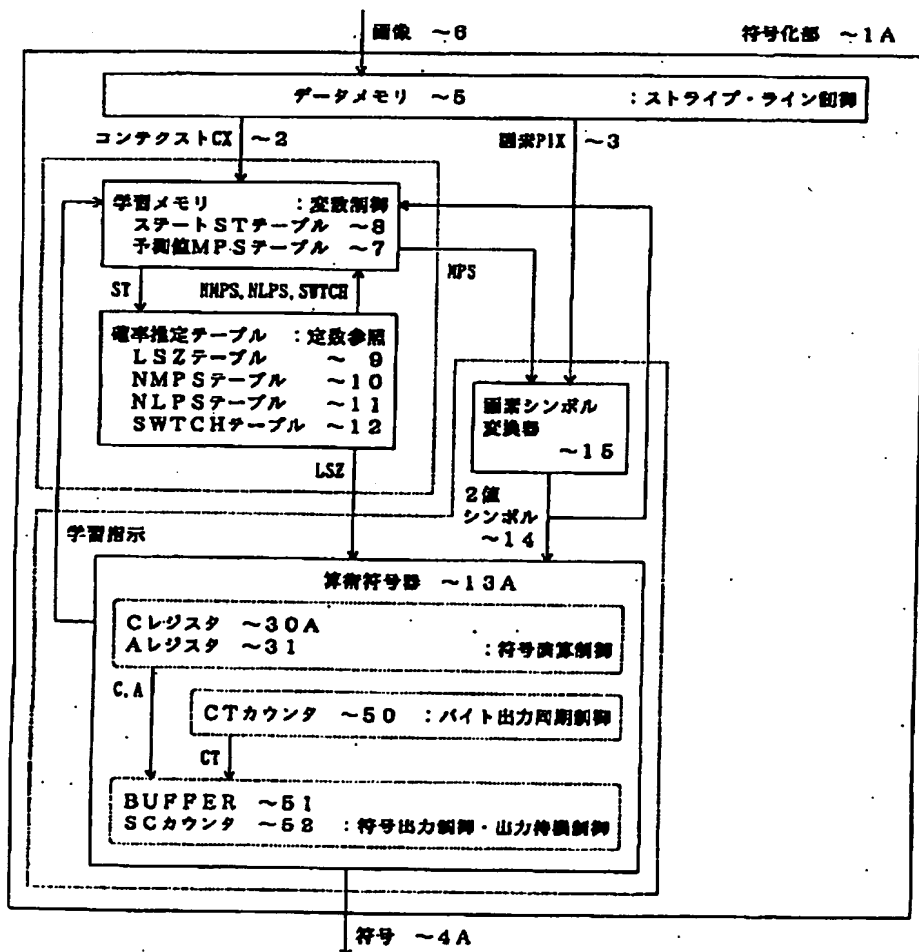 画像 ~6
符号化部 ~1A
データメモリ ~5 :ストライプ・ライン制御
コンテクストCX ~2
画素PIX ~3
学習メモリ :変数制御
ステートSTテーブル ~8
予測値MPSテーブル ~7
MPS
ST
NMPS,NLPS,SWTCH
確率推定テーブル :定数参照
LSZテーブル ~ 9
NMPSテーブル ~10
NLPSテーブル ~11
SWTCHテーブル ~12
画素シンボル
変換器
~15
LSZ
2値
シンボル
~14
学習指示
算術符号器 ~13A
Cレジスタ ~30A
Aレジスタ ~31 :符号演算制御
C,A
CTカウンタ ~50 :バイト出力同期制御
CT
BUFFER ~51
SCカウンタ ~52 :符号出力制御・出力待機制御
符号 ~4A